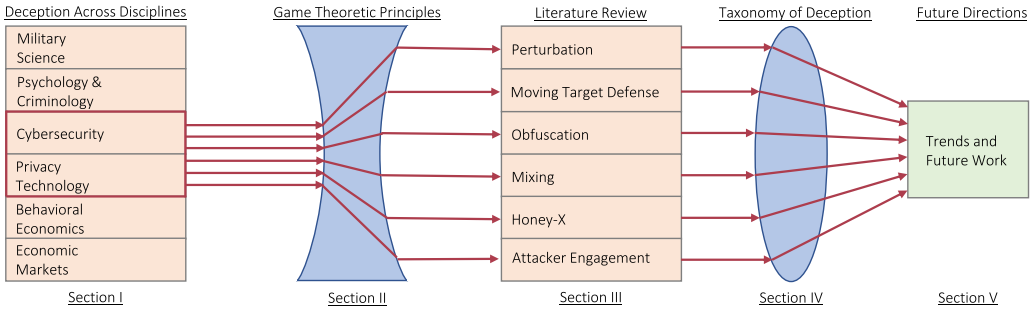 Deception Across Disciplines
Military
Science
Psychology &
Criminology
Cybersecurity
Privacy
Technology
Behavioral
Economics
Economic
Markets
Section I
Game Theoretic Principles
Section II
Literature Review
Perturbation
Moving Target Defense
Obfuscation
Mixing
Honey-X
Attacker Engagement
Section III
Taxonomy of Deception
Section IV
Future Directions
Trends and
Future Work
Section V